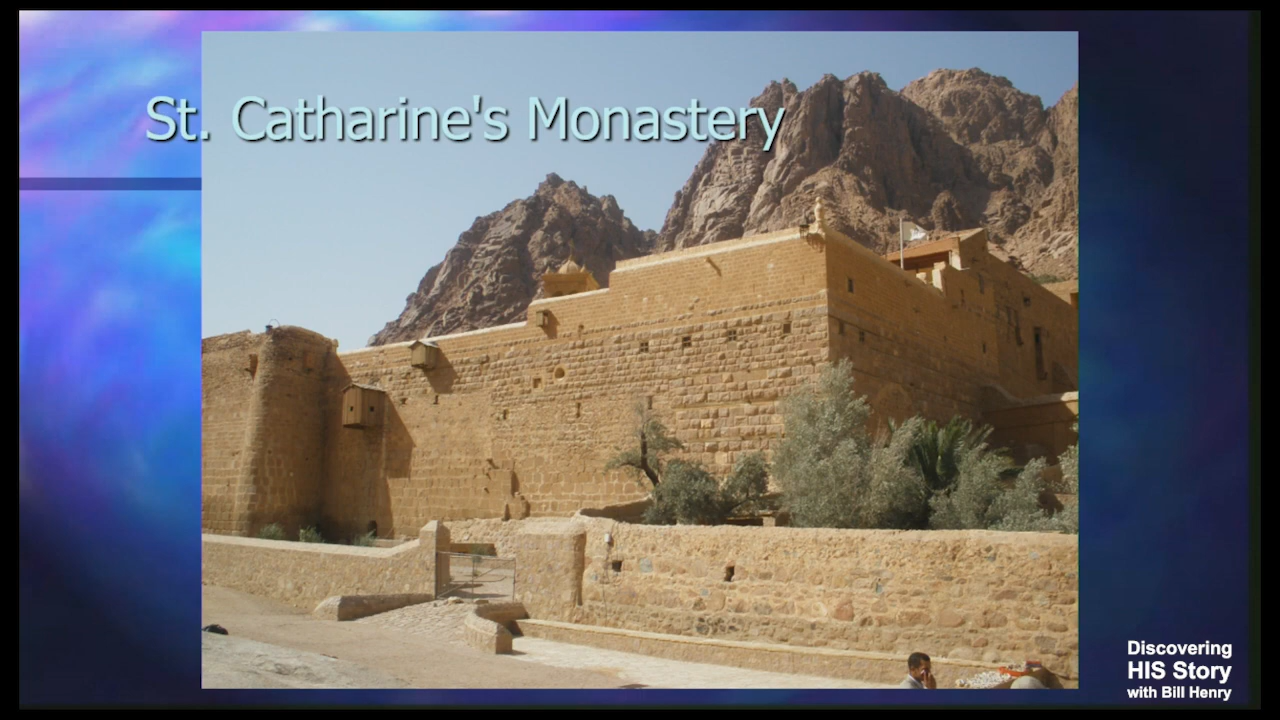 St. Catharine's Monastery
Discovering
HIS Story
with Bill Henry